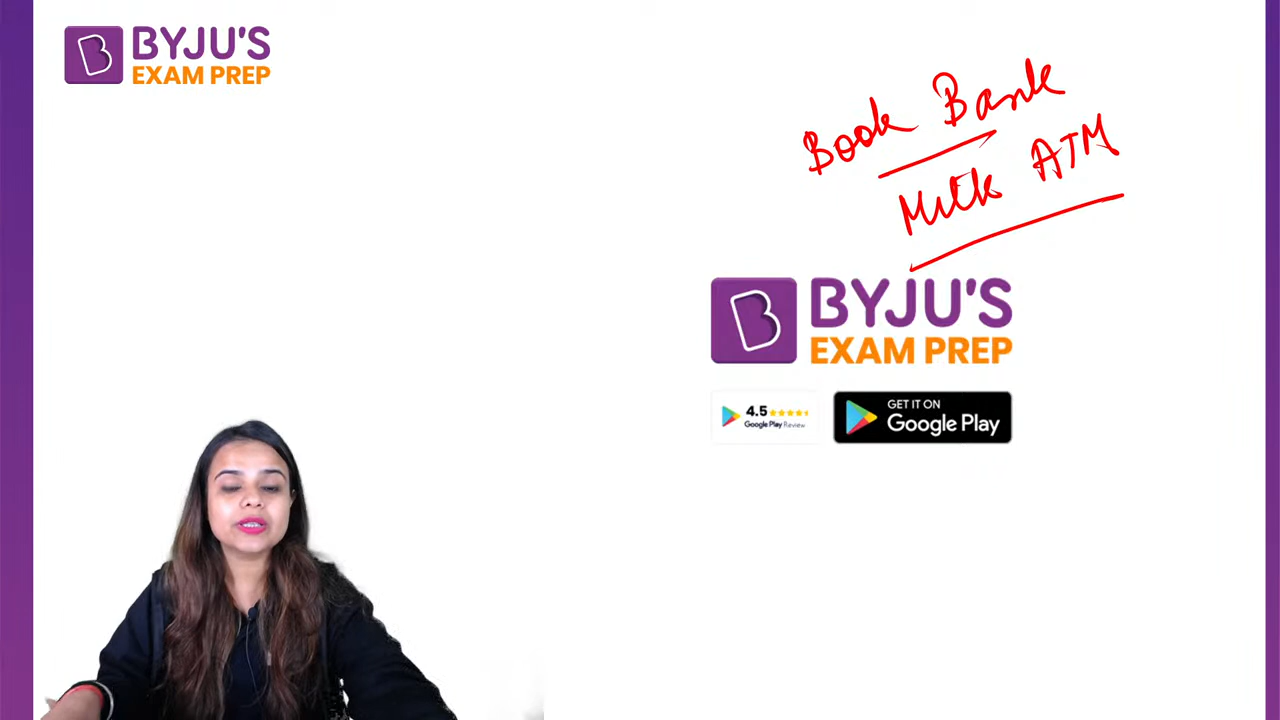 BYJU'S
EXAM PREP
Book Bank
Milk ATM
BYJU'S
EXAM PREP
4.5
Google Play Review
GET IT ON
Google Play